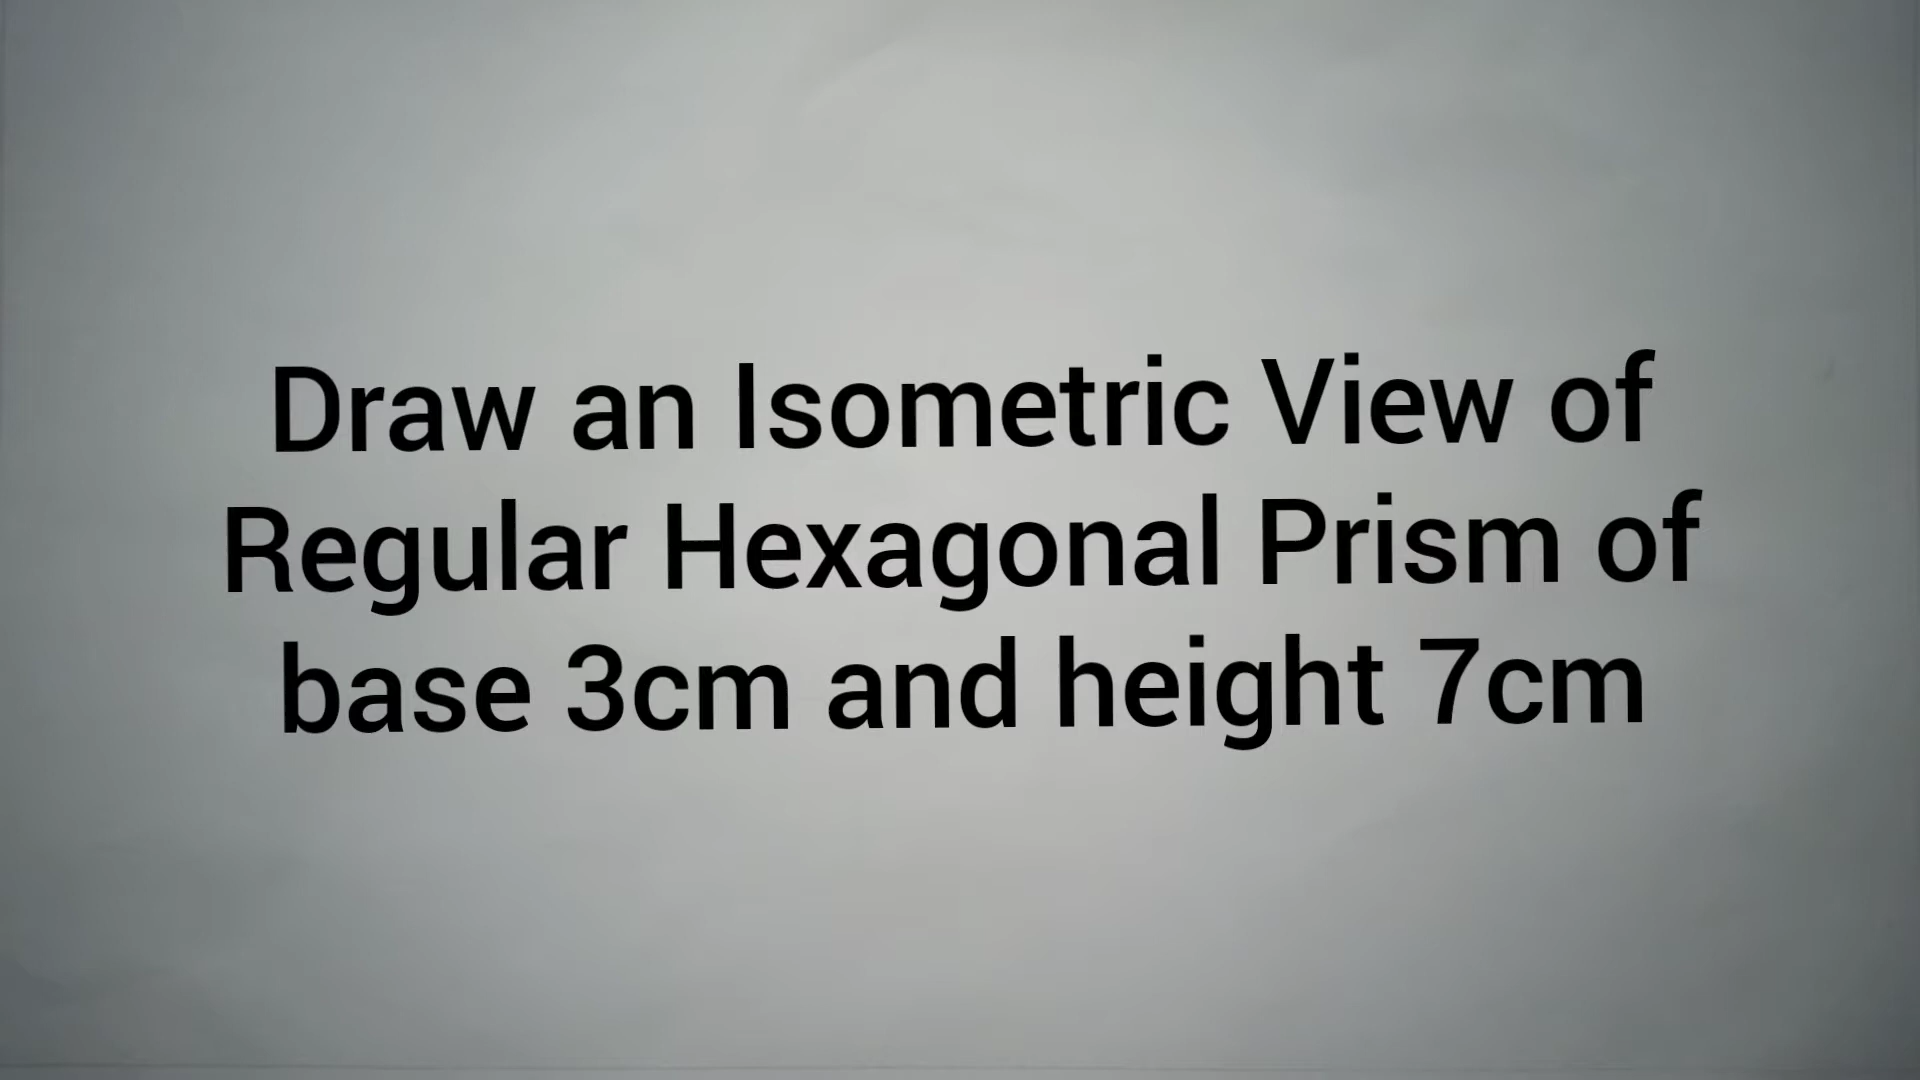 Draw an Isometric View of
Regular Hexagonal Prism of
base 3cm and height 7cm